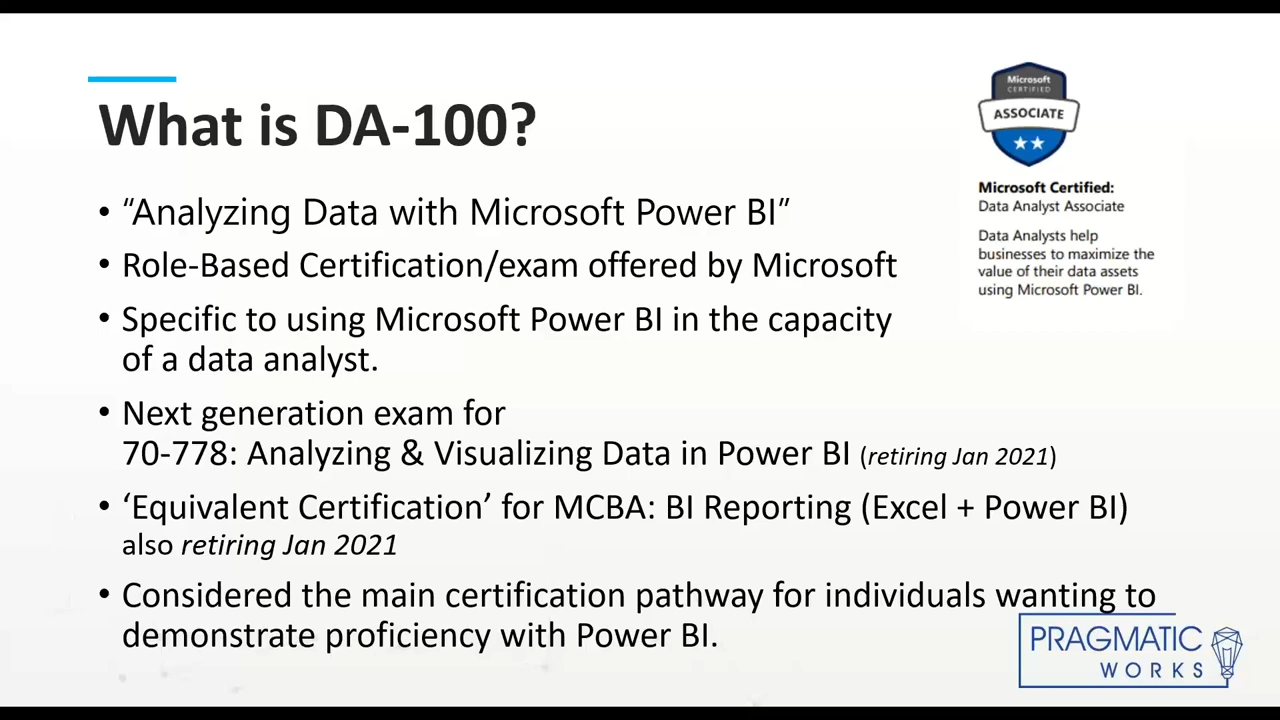 What is DA-100?
• “Analyzing Data with Microsoft Power BI”
• Role-Based Certification/exam offered by Microsoft
• Specific to using Microsoft Power BI in the capacity
of a data analyst.
• Next generation exam for
70-778: Analyzing & Visualizing Data in Power BI (retiring Jan 2021)
• ‘Equivalent Certification’ for MCBA: BI Reporting (Excel + Power BI)
also retiring Jan 2021
• Considered the main certification pathway for individuals wanting to
demonstrate proficiency with Power BI.
Microsoft
CERTIFIED
ASSOCIATE
Microsoft Certified:
Data Analyst Associate
Data Analysts help
businesses to maximize the
value of their data assets
using Microsoft Power BI.
PRAGMATIC
WORKS